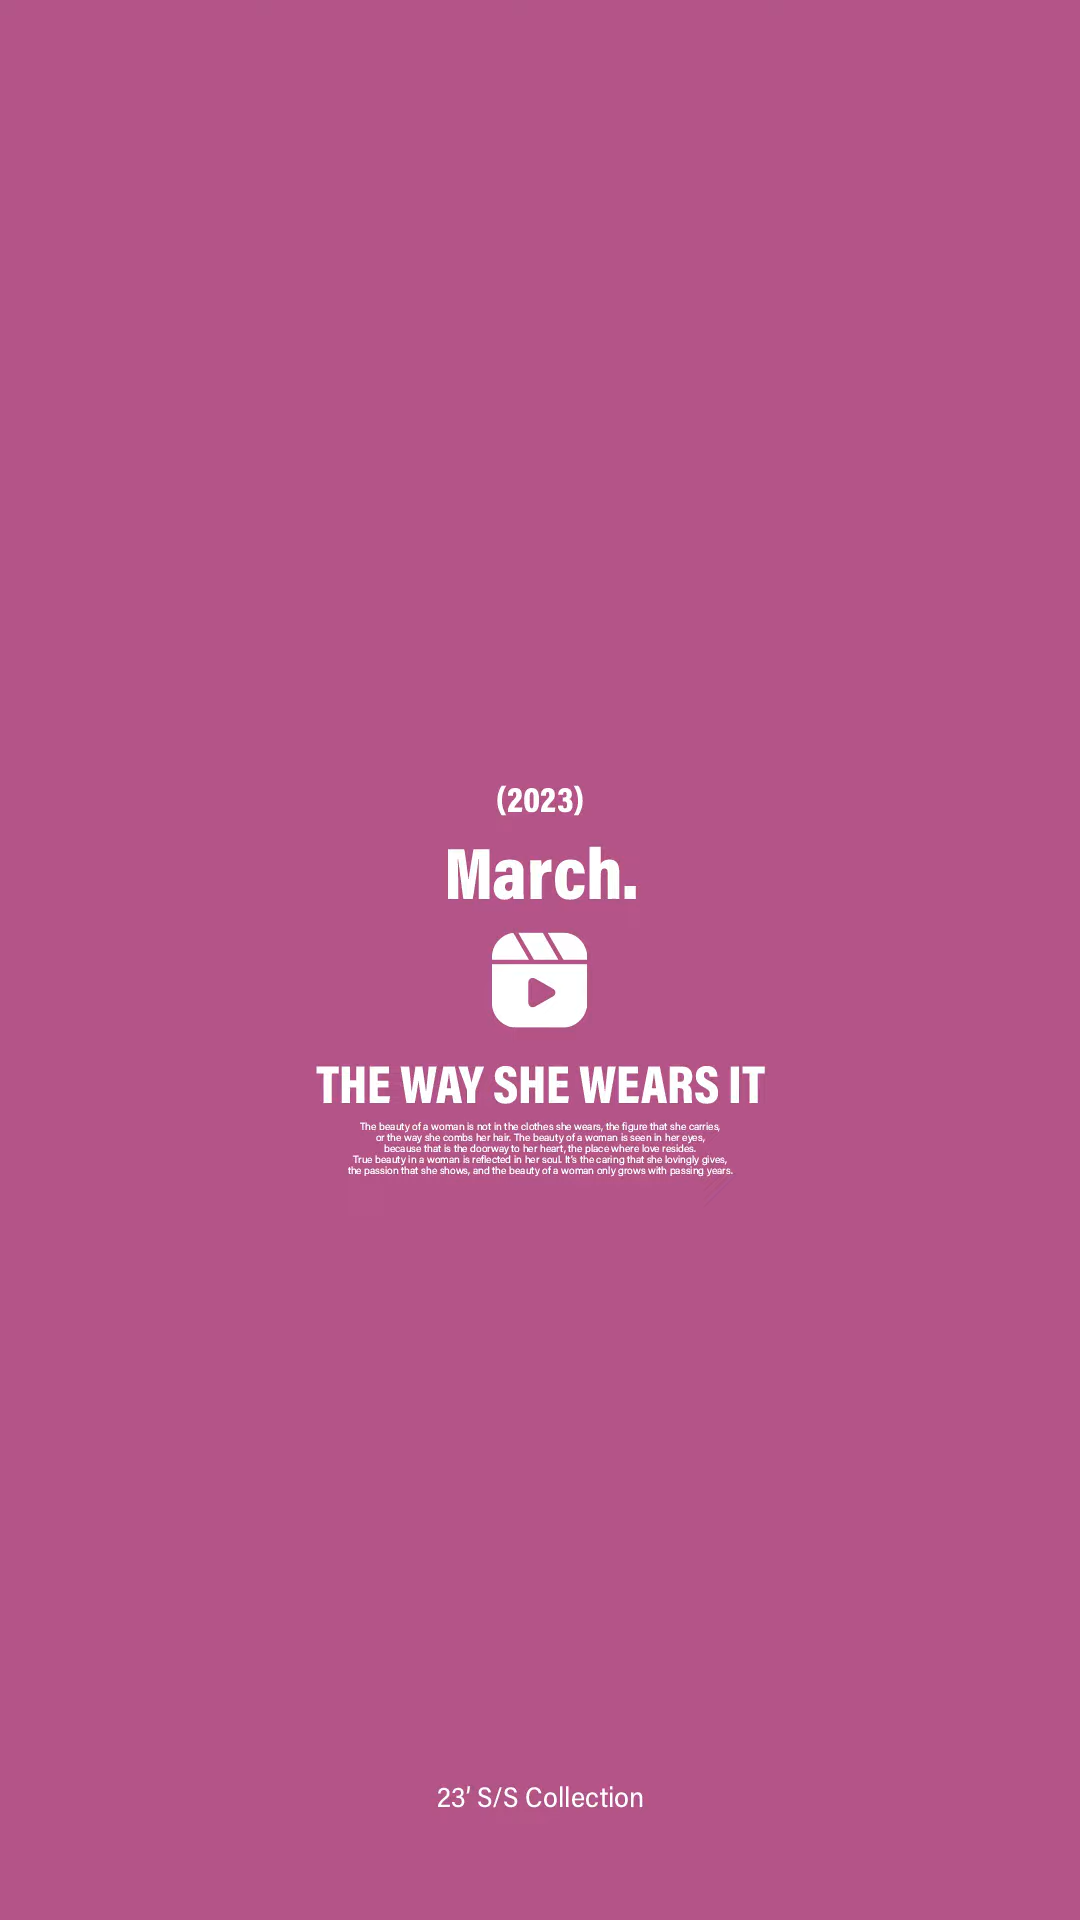 (2023)
March.
THE WAY SHE WEARS IT
The beauty of a woman is not in the clothes she wears, the figure that she carries,
or the way she combs her hair. The beauty of a woman is seen in her eyes,
because that is the doorway to her heart, the place where love resides.
True beauty in a woman is reflected in her soul. It's the caring that she lovingly gives,
the passion that she shows, and the beauty of a woman only grows with passing years.
23' S/S Collection